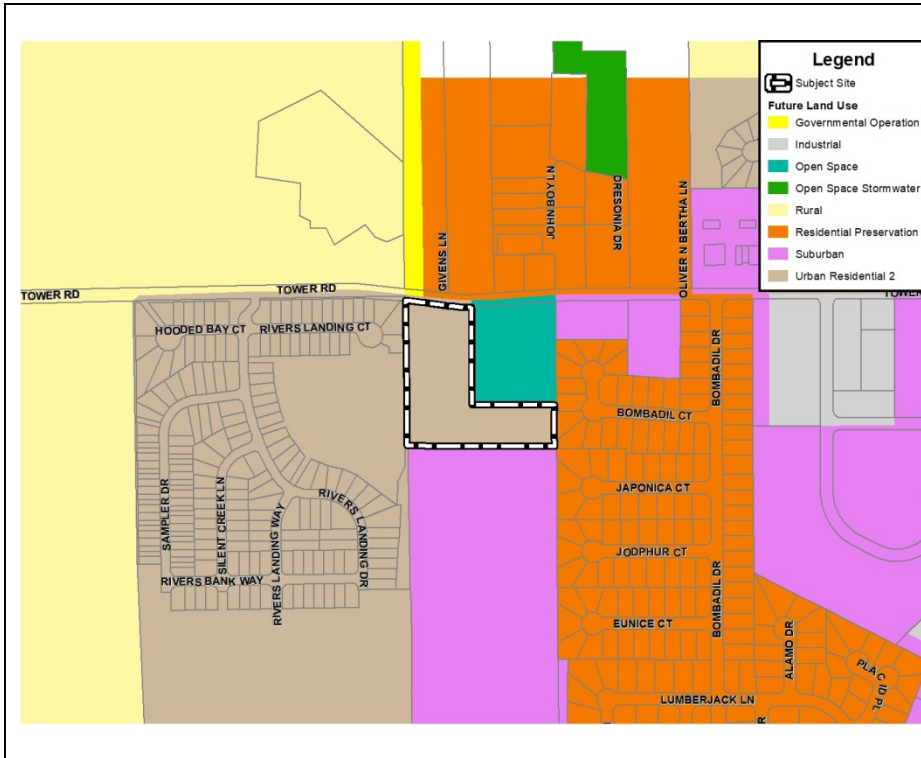 Legend
Subject Site
Future Land Use
Governmental Operation
Industrial
Open Space
Open Space Stormwater
Rural
Residential Preservation
Suburban
Urban Residential 2
GIVENS LN
JOHN BOY LN
DRESONIA DR
OLIVER N BERTHA LN
TOWER RD
TOWER RD
TOWER
HOODED BAY CT
RIVERS LANDING CT
BOMBADIL DR
BOMBADIL CT
SAMPLER DR
SILENT CREEK LN
RIVERS LANDING WAY
RIVERS LANDING DR
JAPONICA CT
JODPHUR CT
BOMBADIL DR
RIVERS BANK WAY
EUNICE CT
ALAMO DR
PLACID PL
LUMBERJACK LN